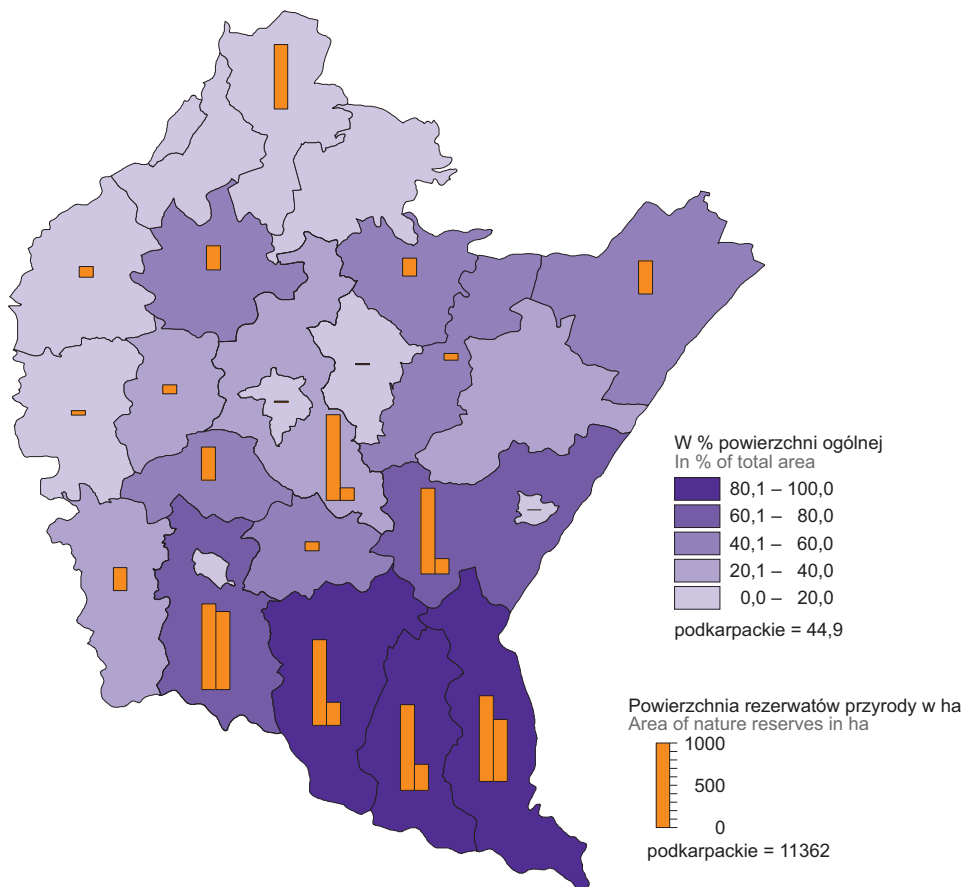 W % powierzchni ogólnej
In % of total area
80,1 – 100,0
60,1 – 80,0
40,1 – 60,0
20,1 – 40,0
0,0 – 20,0
podkarpackie = 44,9
Powierzchnia rezerwatów przyrody w ha
Area of nature reserves in ha
1000
500
0
podkarpackie = 11362